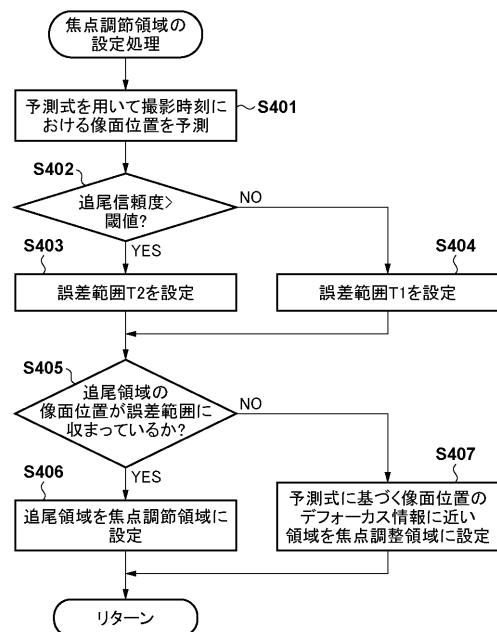 焦点調節領域の
設定処理
予測式を用いて撮影時刻に
おける像面位置を予測
S401
S402
追尾信頼度>
閾値?
NO
YES
S403
誤差範囲T2を設定
S404
誤差範囲T1を設定
S405
追尾領域の
像面位置が誤差範囲に
収まっているか?
NO
YES
S406
追尾領域を焦点調節領域に
設定
S407
予測式に基づく像面位置の
デフォーカス情報に近い
領域を焦点調整領域に設定
リターン